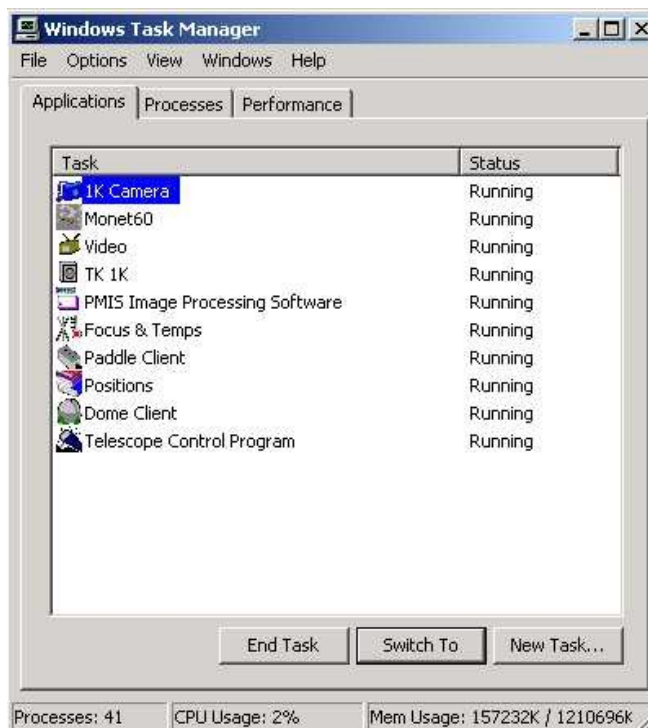 Windows Task Manager
File Options View Windows Help
Applications Processes Performance
Task Status
1K Camera Running
Monet60 Running
Video Running
TK 1K Running
PMIS Image Processing Software Running
Focus & Temps Running
Paddle Client Running
Positions Running
Dome Client Running
Telescope Control Program Running
End Task Switch To New Task...
Processes: 41 CPU Usage: 2% Mem Usage: 157232K / 1210696K